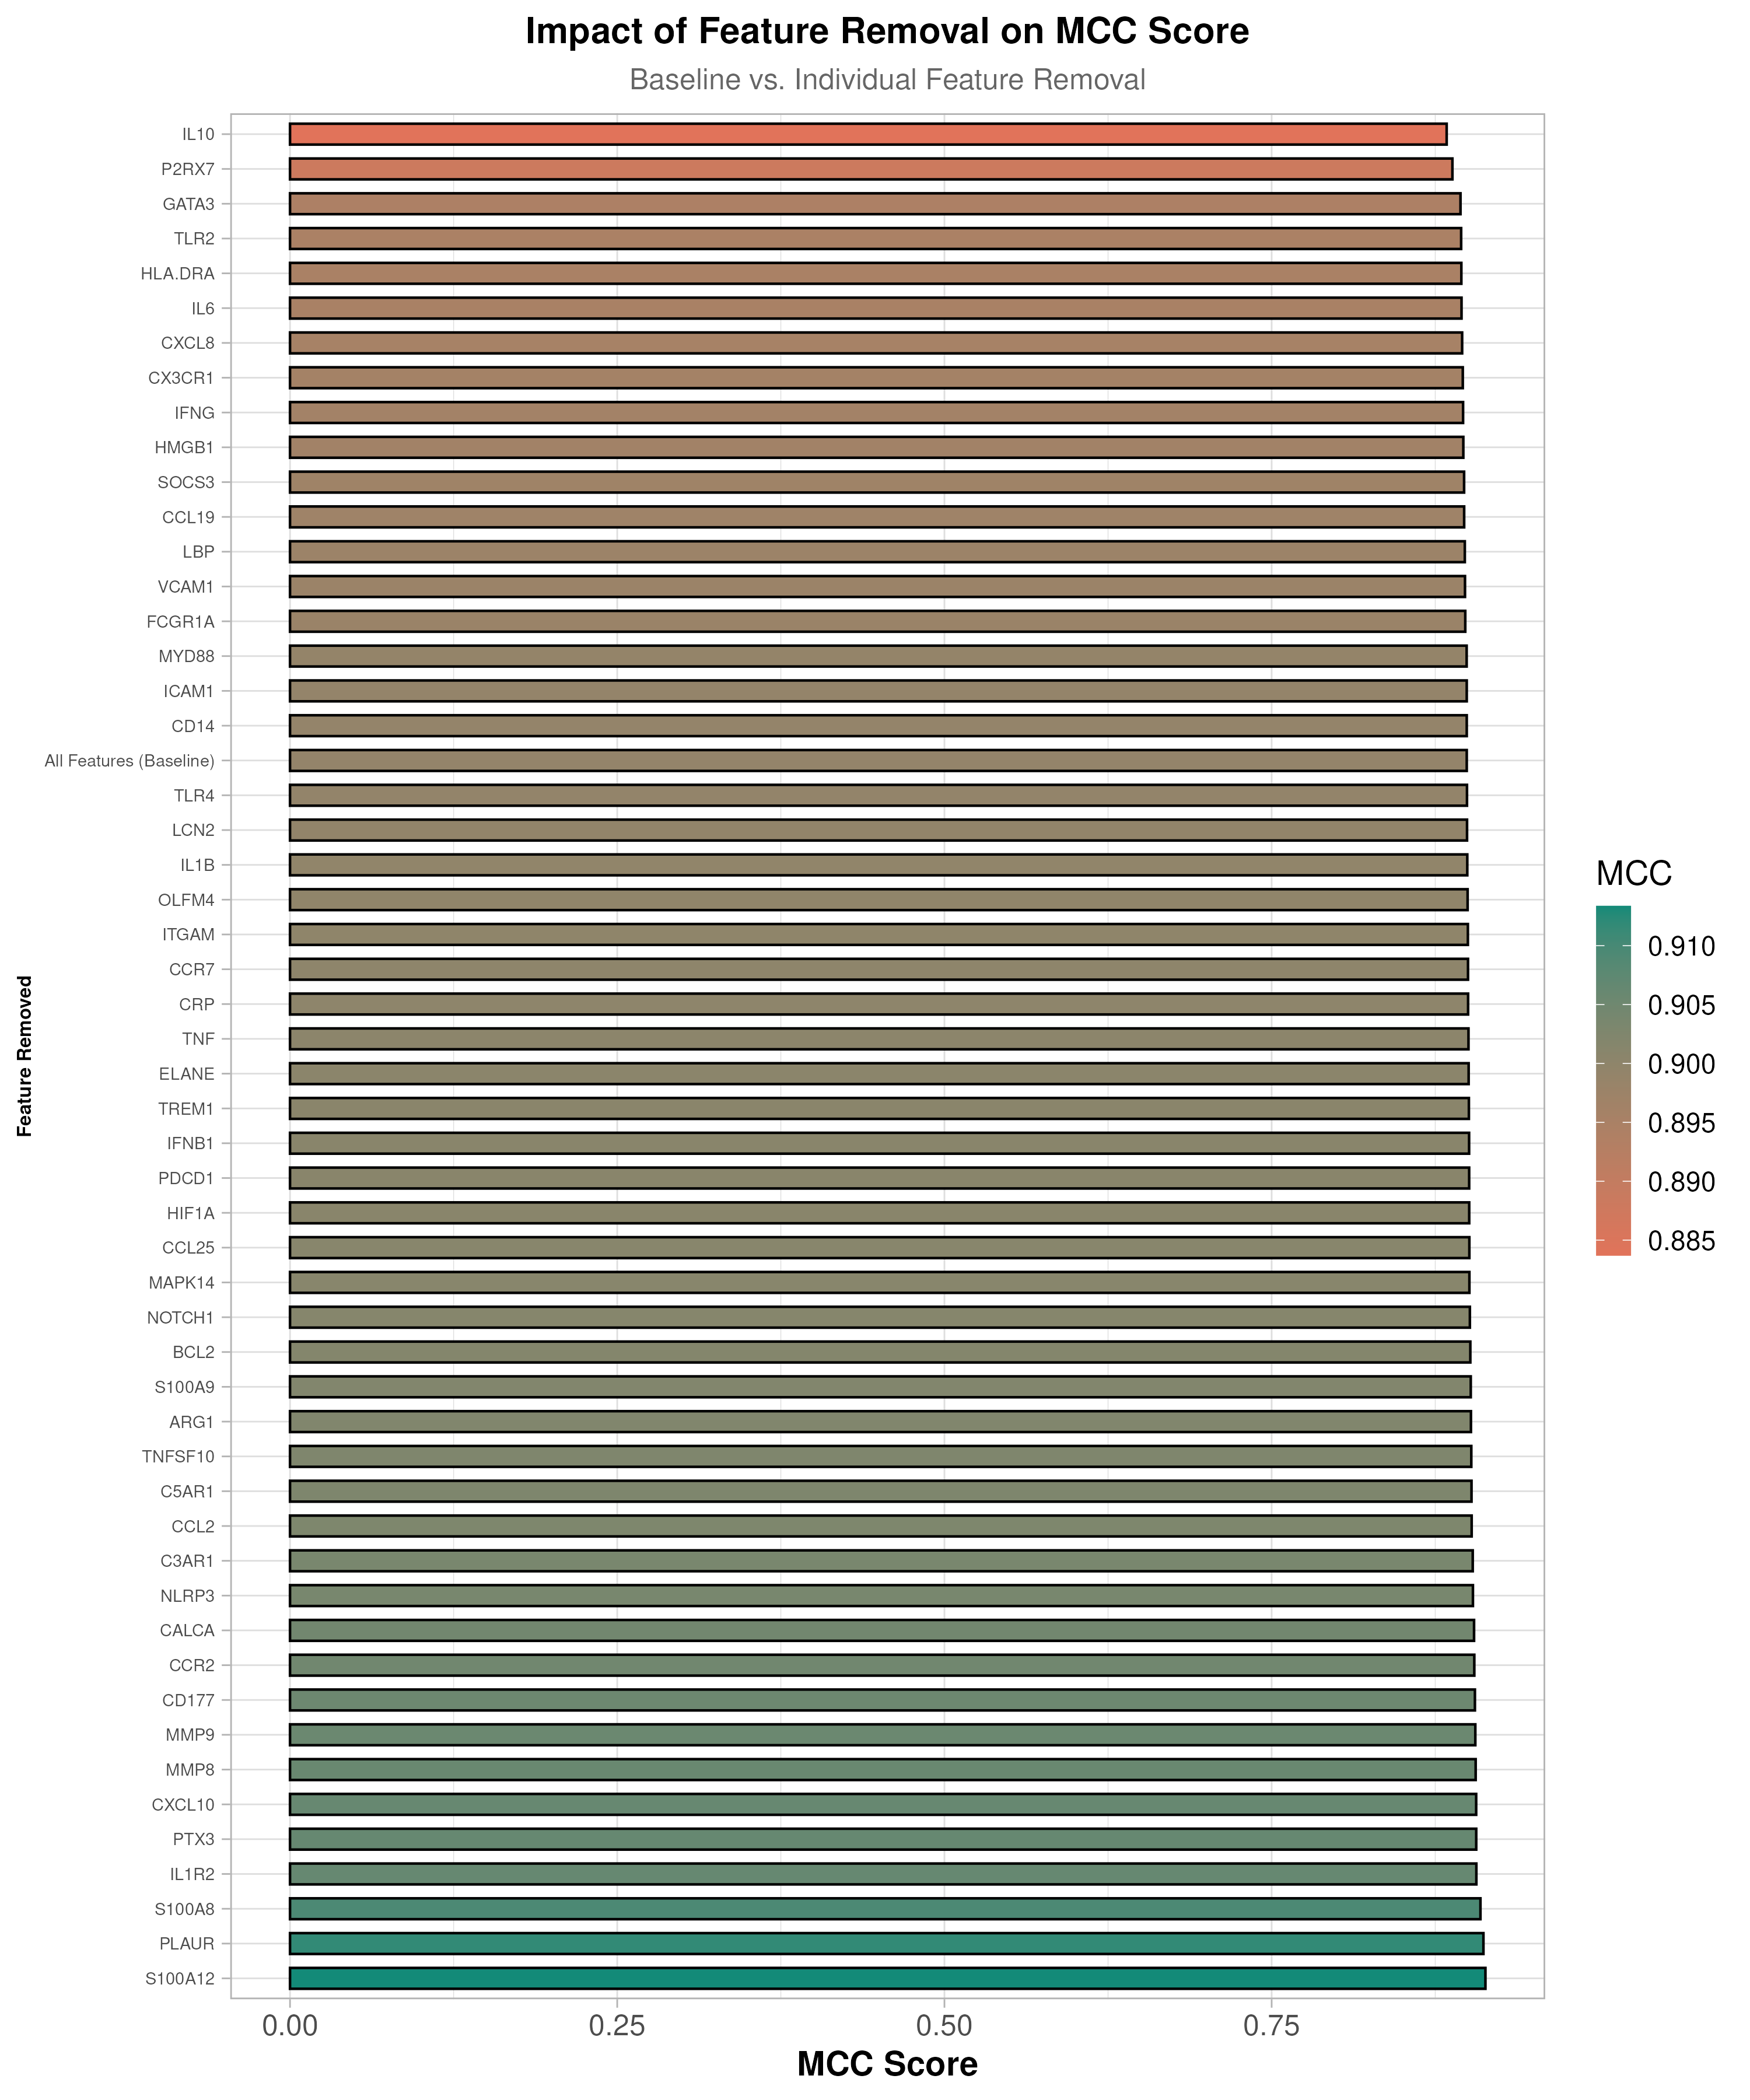 Impact of Feature Removal on MCC Score
Baseline vs. Individual Feature Removal
Feature Removed
IL10
P2RX7
GATA3
TLR2
HLA.DRA
IL6
CXCL8
CX3CR1
IFNG
HMGB1
SOCS3
CCL19
LBP
VCAM1
FCGR1A
MYD88
ICAM1
CD14
All Features (Baseline)
TLR4
LCN2
IL1B
OLFM4
ITGAM
CCR7
CRP
TNF
ELANE
TREM1
IFNB1
PDCD1
HIF1A
CCL25
MAPK14
NOTCH1
BCL2
S100A9
ARG1
TNFSF10
C5AR1
CCL2
C3AR1
NLRP3
CALCA
CCR2
CD177
MMP9
MMP8
CXCL10
PTX3
IL1R2
S100A8
PLAUR
S100A12
0.00 0.25 0.50 0.75
MCC Score
MCC
0.910
0.905
0.900
0.895
0.890
0.885